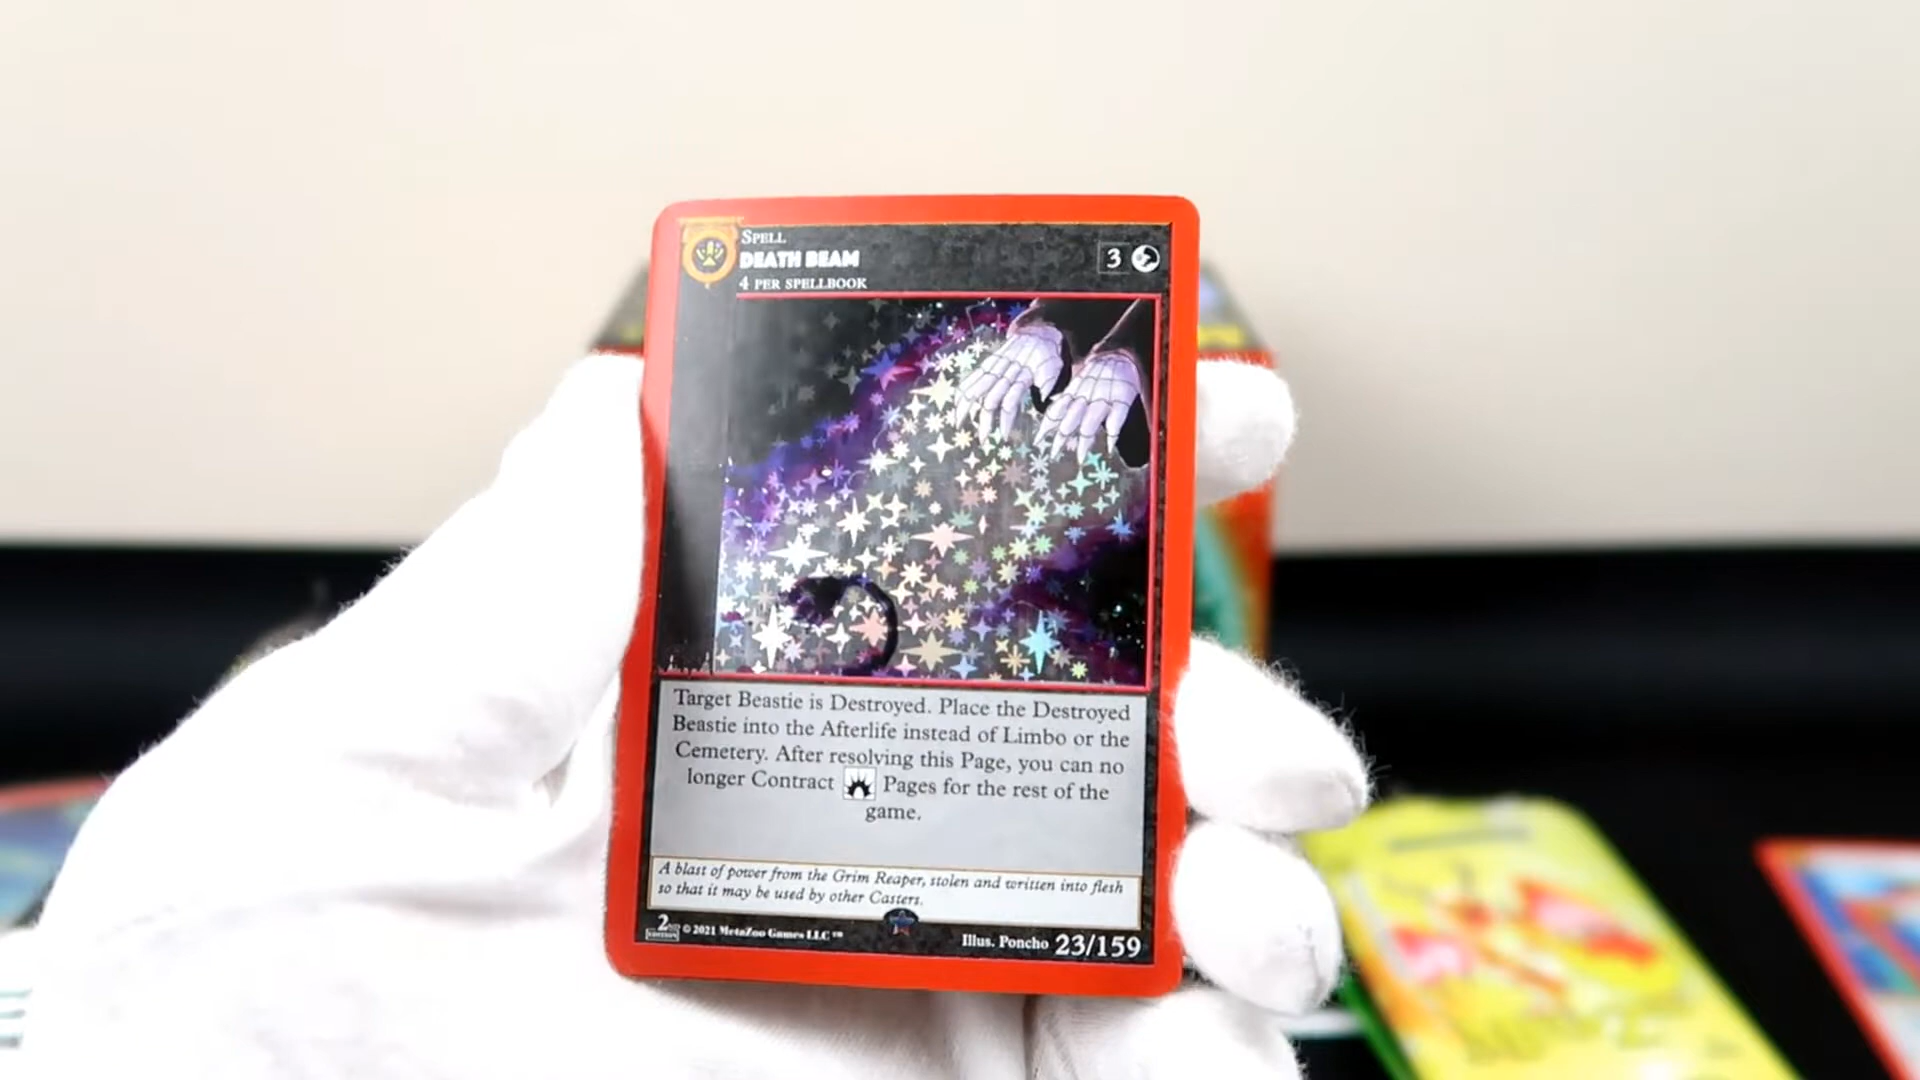 SPELL
DEATH BEAM
4 PER SPELLBOOK
3
Target Beastie is Destroyed. Place the Destroyed
Beastie into the Afterlife instead of Limbo or the
Cemetery. After resolving this Page, you can no
longer Contract Pages for the rest of the
game.
A blast of power from the Grim Reaper, stolen and written into flesh
so that it may be used by other Casters.
2ND EDITION © 2021 MetaZoo Games LLC ™ Illus. Poncho 23/159